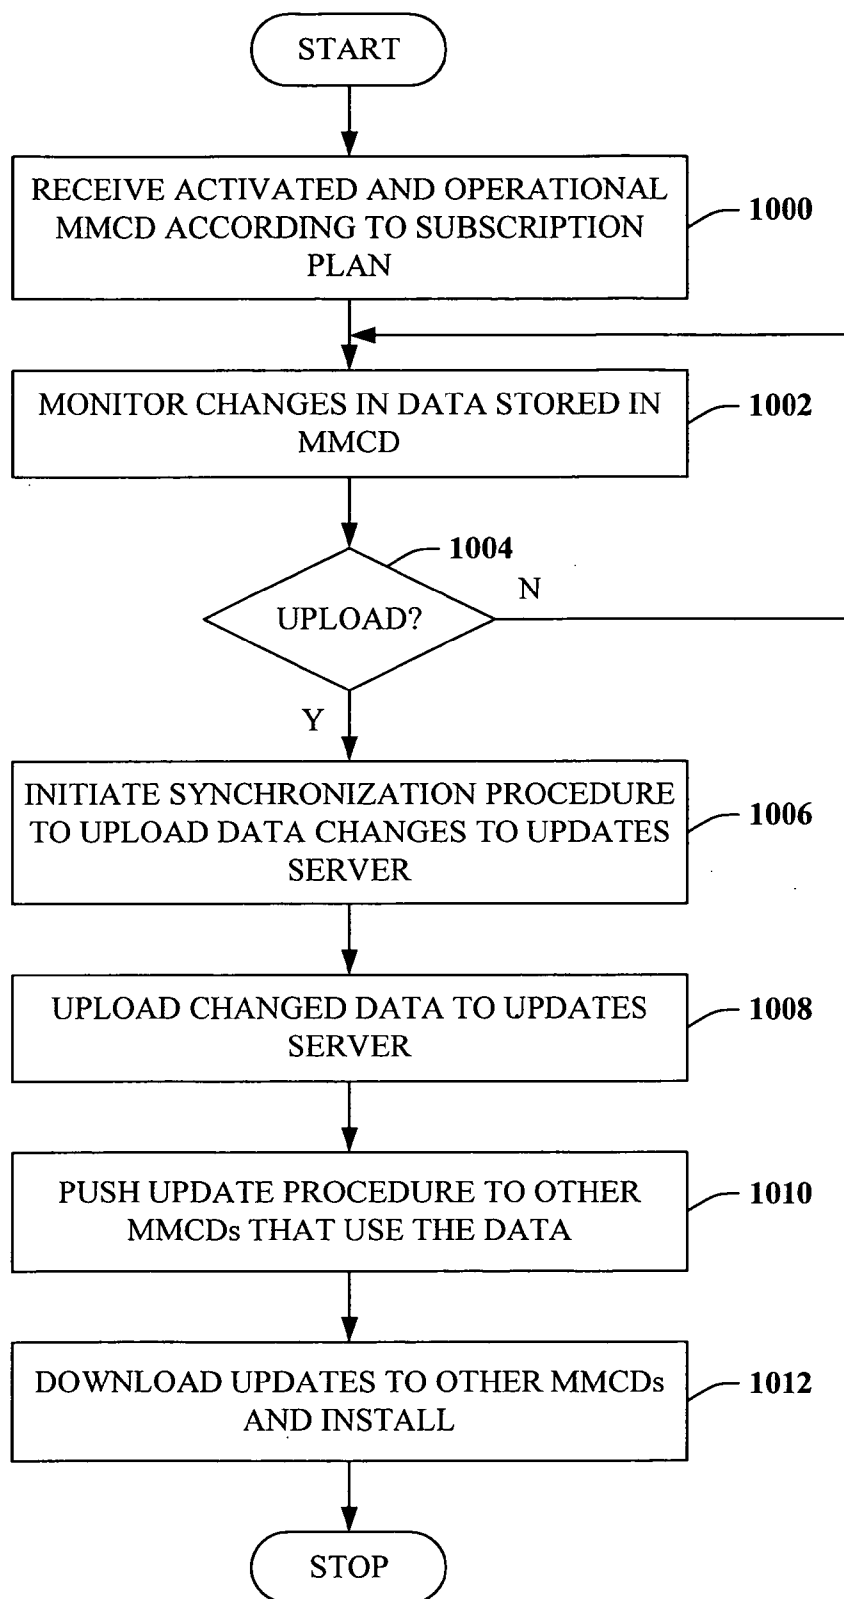 START
RECEIVE ACTIVATED AND OPERATIONAL
MMCD ACCORDING TO SUBSCRIPTION
PLAN
1000
MONITOR CHANGES IN DATA STORED IN
MMCD
1002
1004
UPLOAD?
N
Y
INITIATE SYNCHRONIZATION PROCEDURE
TO UPLOAD DATA CHANGES TO UPDATES
SERVER
1006
UPLOAD CHANGED DATA TO UPDATES
SERVER
1008
PUSH UPDATE PROCEDURE TO OTHER
MMCDs THAT USE THE DATA
1010
DOWNLOAD UPDATES TO OTHER MMCDs
AND INSTALL
1012
STOP